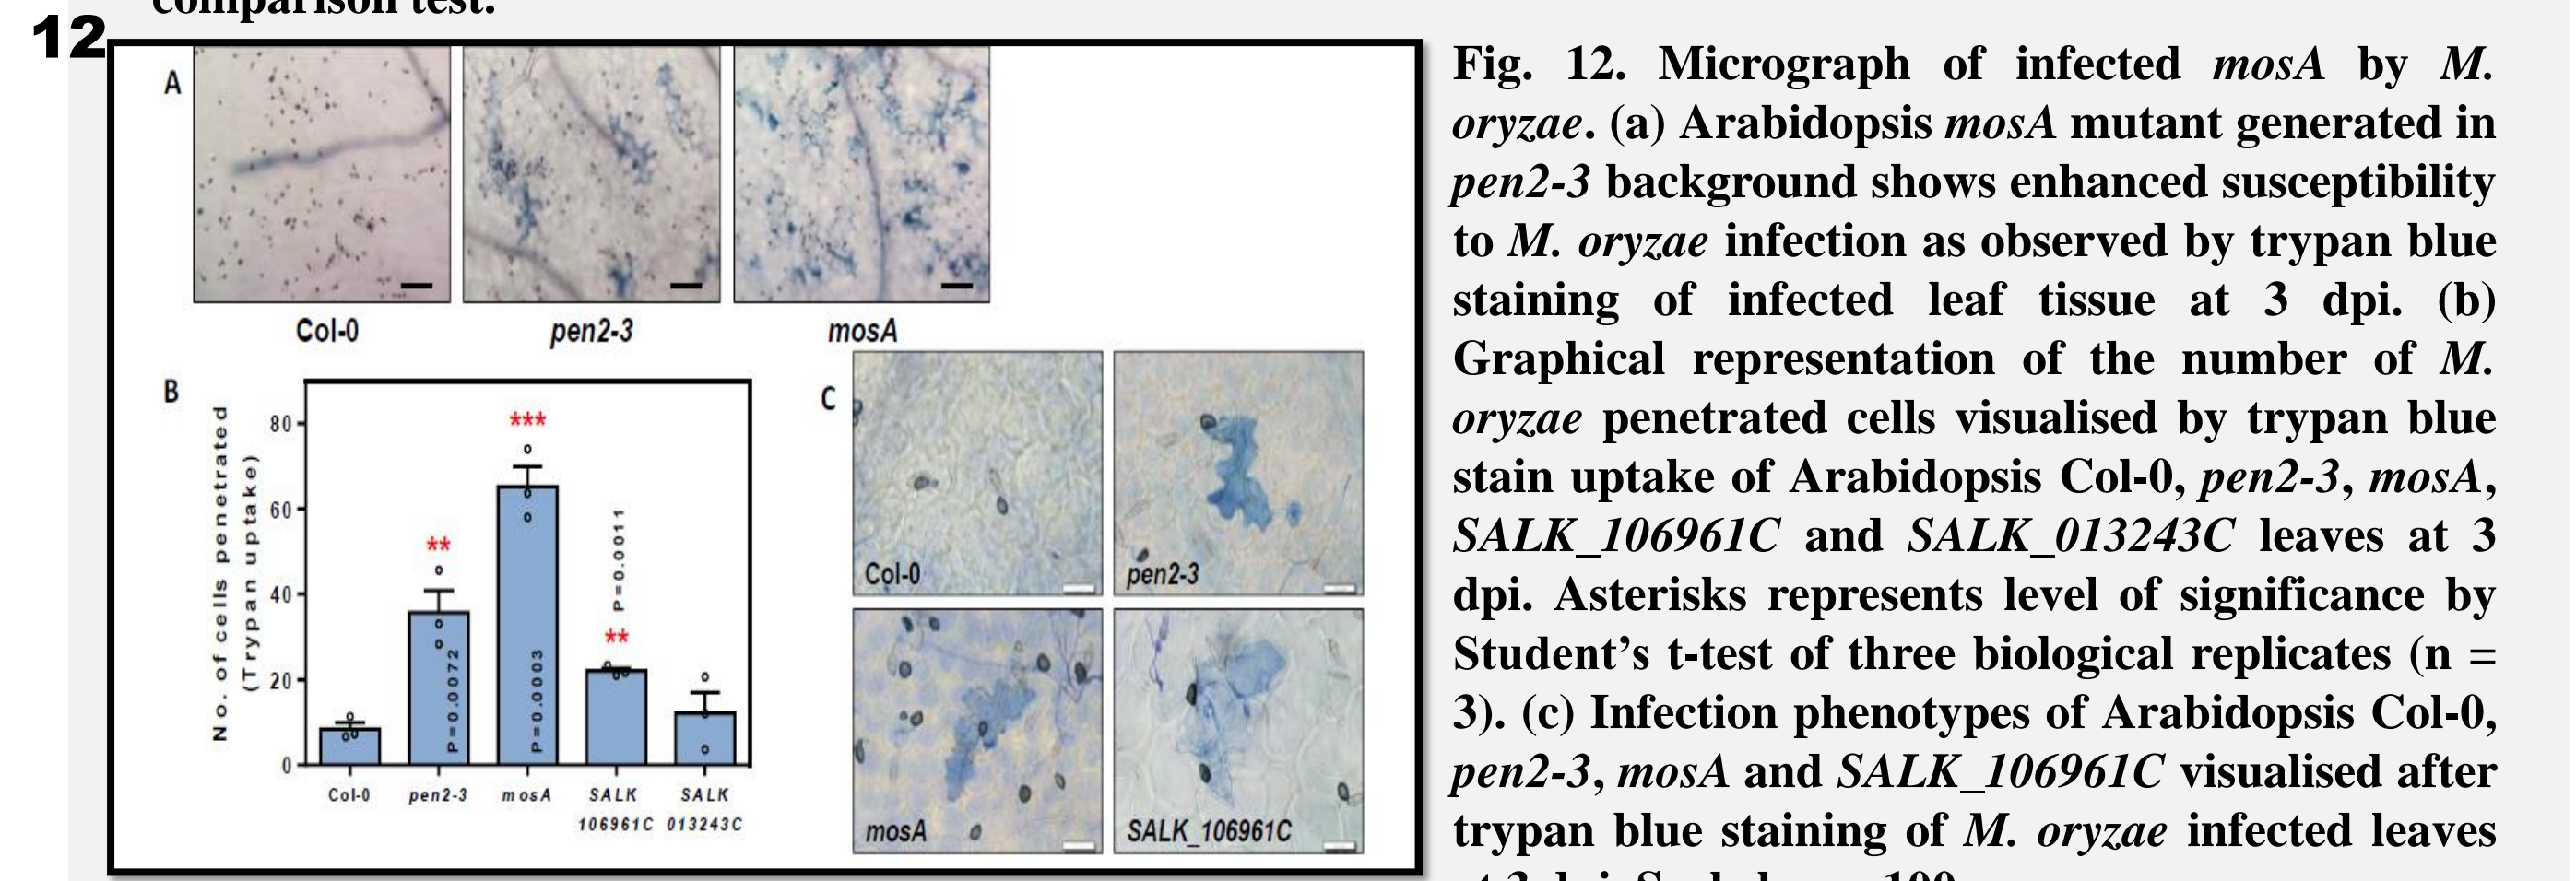 comparison test.
12
A
Col-0
pen2-3
mosA
B
No. of cells penetrated
(Trypan uptake)
80
60
40
20
0
**
***
**
P=0.0072
P=0.0003
P=0.0011
Col-0
pen2-3
mosA
SALK
106961C
SALK
013243C
C
Col-0
pen2-3
mosA
SALK_106961C
Fig. 12. Micrograph of infected mosA by M.
oryzae. (a) Arabidopsis mosA mutant generated in
pen2-3 background shows enhanced susceptibility
to M. oryzae infection as observed by trypan blue
staining of infected leaf tissue at 3 dpi. (b)
Graphical representation of the number of M.
oryzae penetrated cells visualised by trypan blue
stain uptake of Arabidopsis Col-0, pen2-3, mosA,
SALK_106961C and SALK_013243C leaves at 3
dpi. Asterisks represents level of significance by
Student’s t-test of three biological replicates (n =
3). (c) Infection phenotypes of Arabidopsis Col-0,
pen2-3, mosA and SALK_106961C visualised after
trypan blue staining of M. oryzae infected leaves